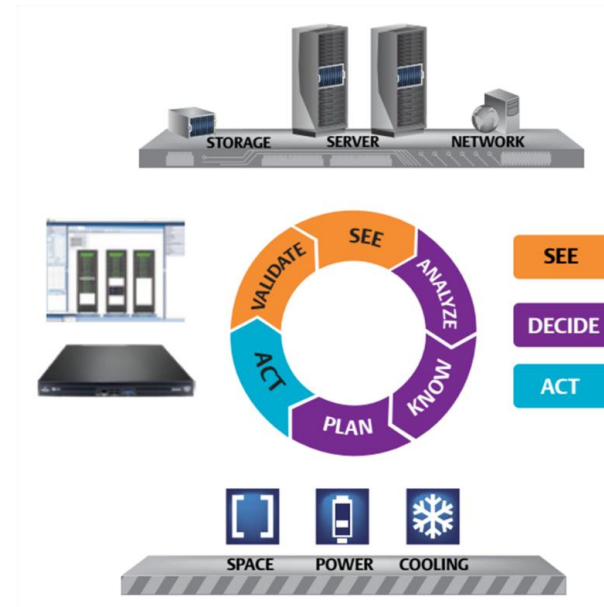 STORAGE SERVER NETWORK
SEE
VALIDATE
ANALYZE
ACT
KNOW
PLAN
SEE
DECIDE
ACT
SPACE POWER COOLING